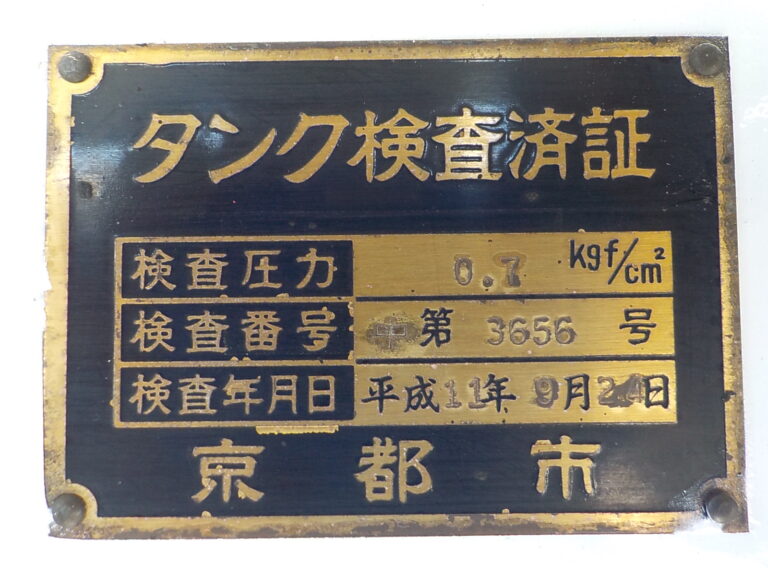 タンク検査済証
検査圧力 0.7 kgf/cm²
検査番号 第 3656 号
検査年月日 平成11年 9月24日
京都市